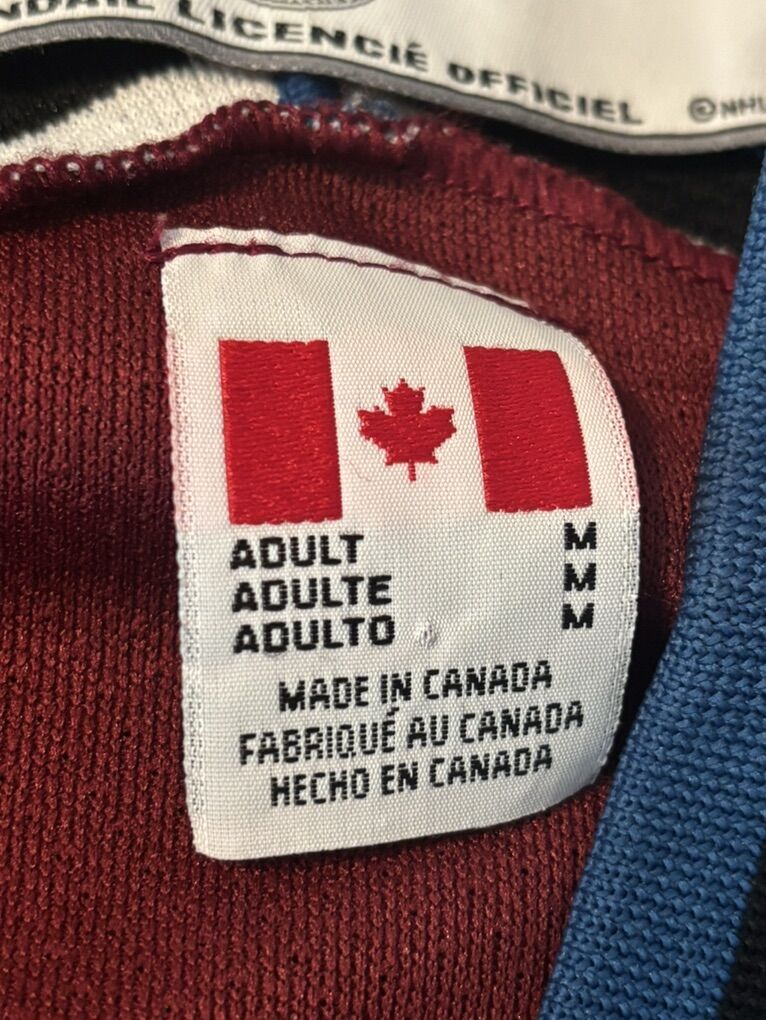 LICENCIÉ OFFICIEL ©NHL
ADULT M
ADULTE M
ADULTO M
MADE IN CANADA
FABRIQUÉ AU CANADA
HECHO EN CANADA